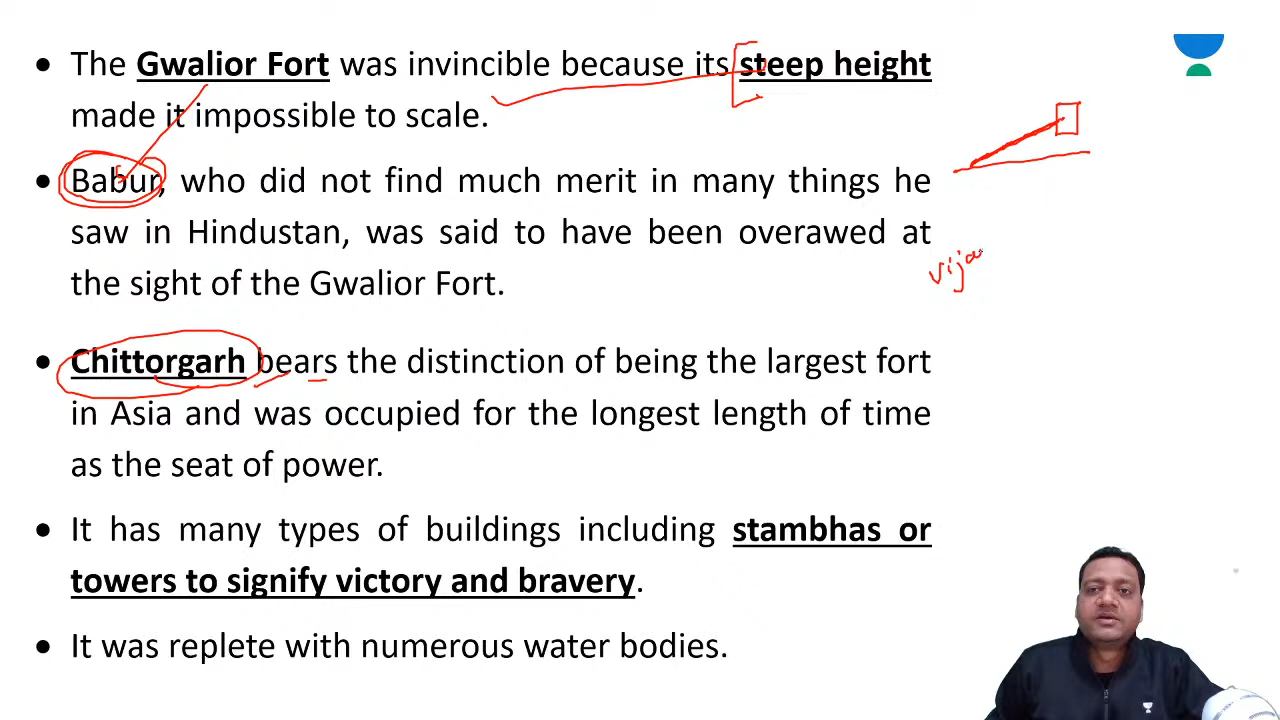 • The Gwalior Fort was invincible because its steep height
made it impossible to scale.
• Babur, who did not find much merit in many things he
saw in Hindustan, was said to have been overawed at
the sight of the Gwalior Fort.
vija
• Chittorgarh bears the distinction of being the largest fort
in Asia and was occupied for the longest length of time
as the seat of power.
• It has many types of buildings including stambhas or
towers to signify victory and bravery.
• It was replete with numerous water bodies.